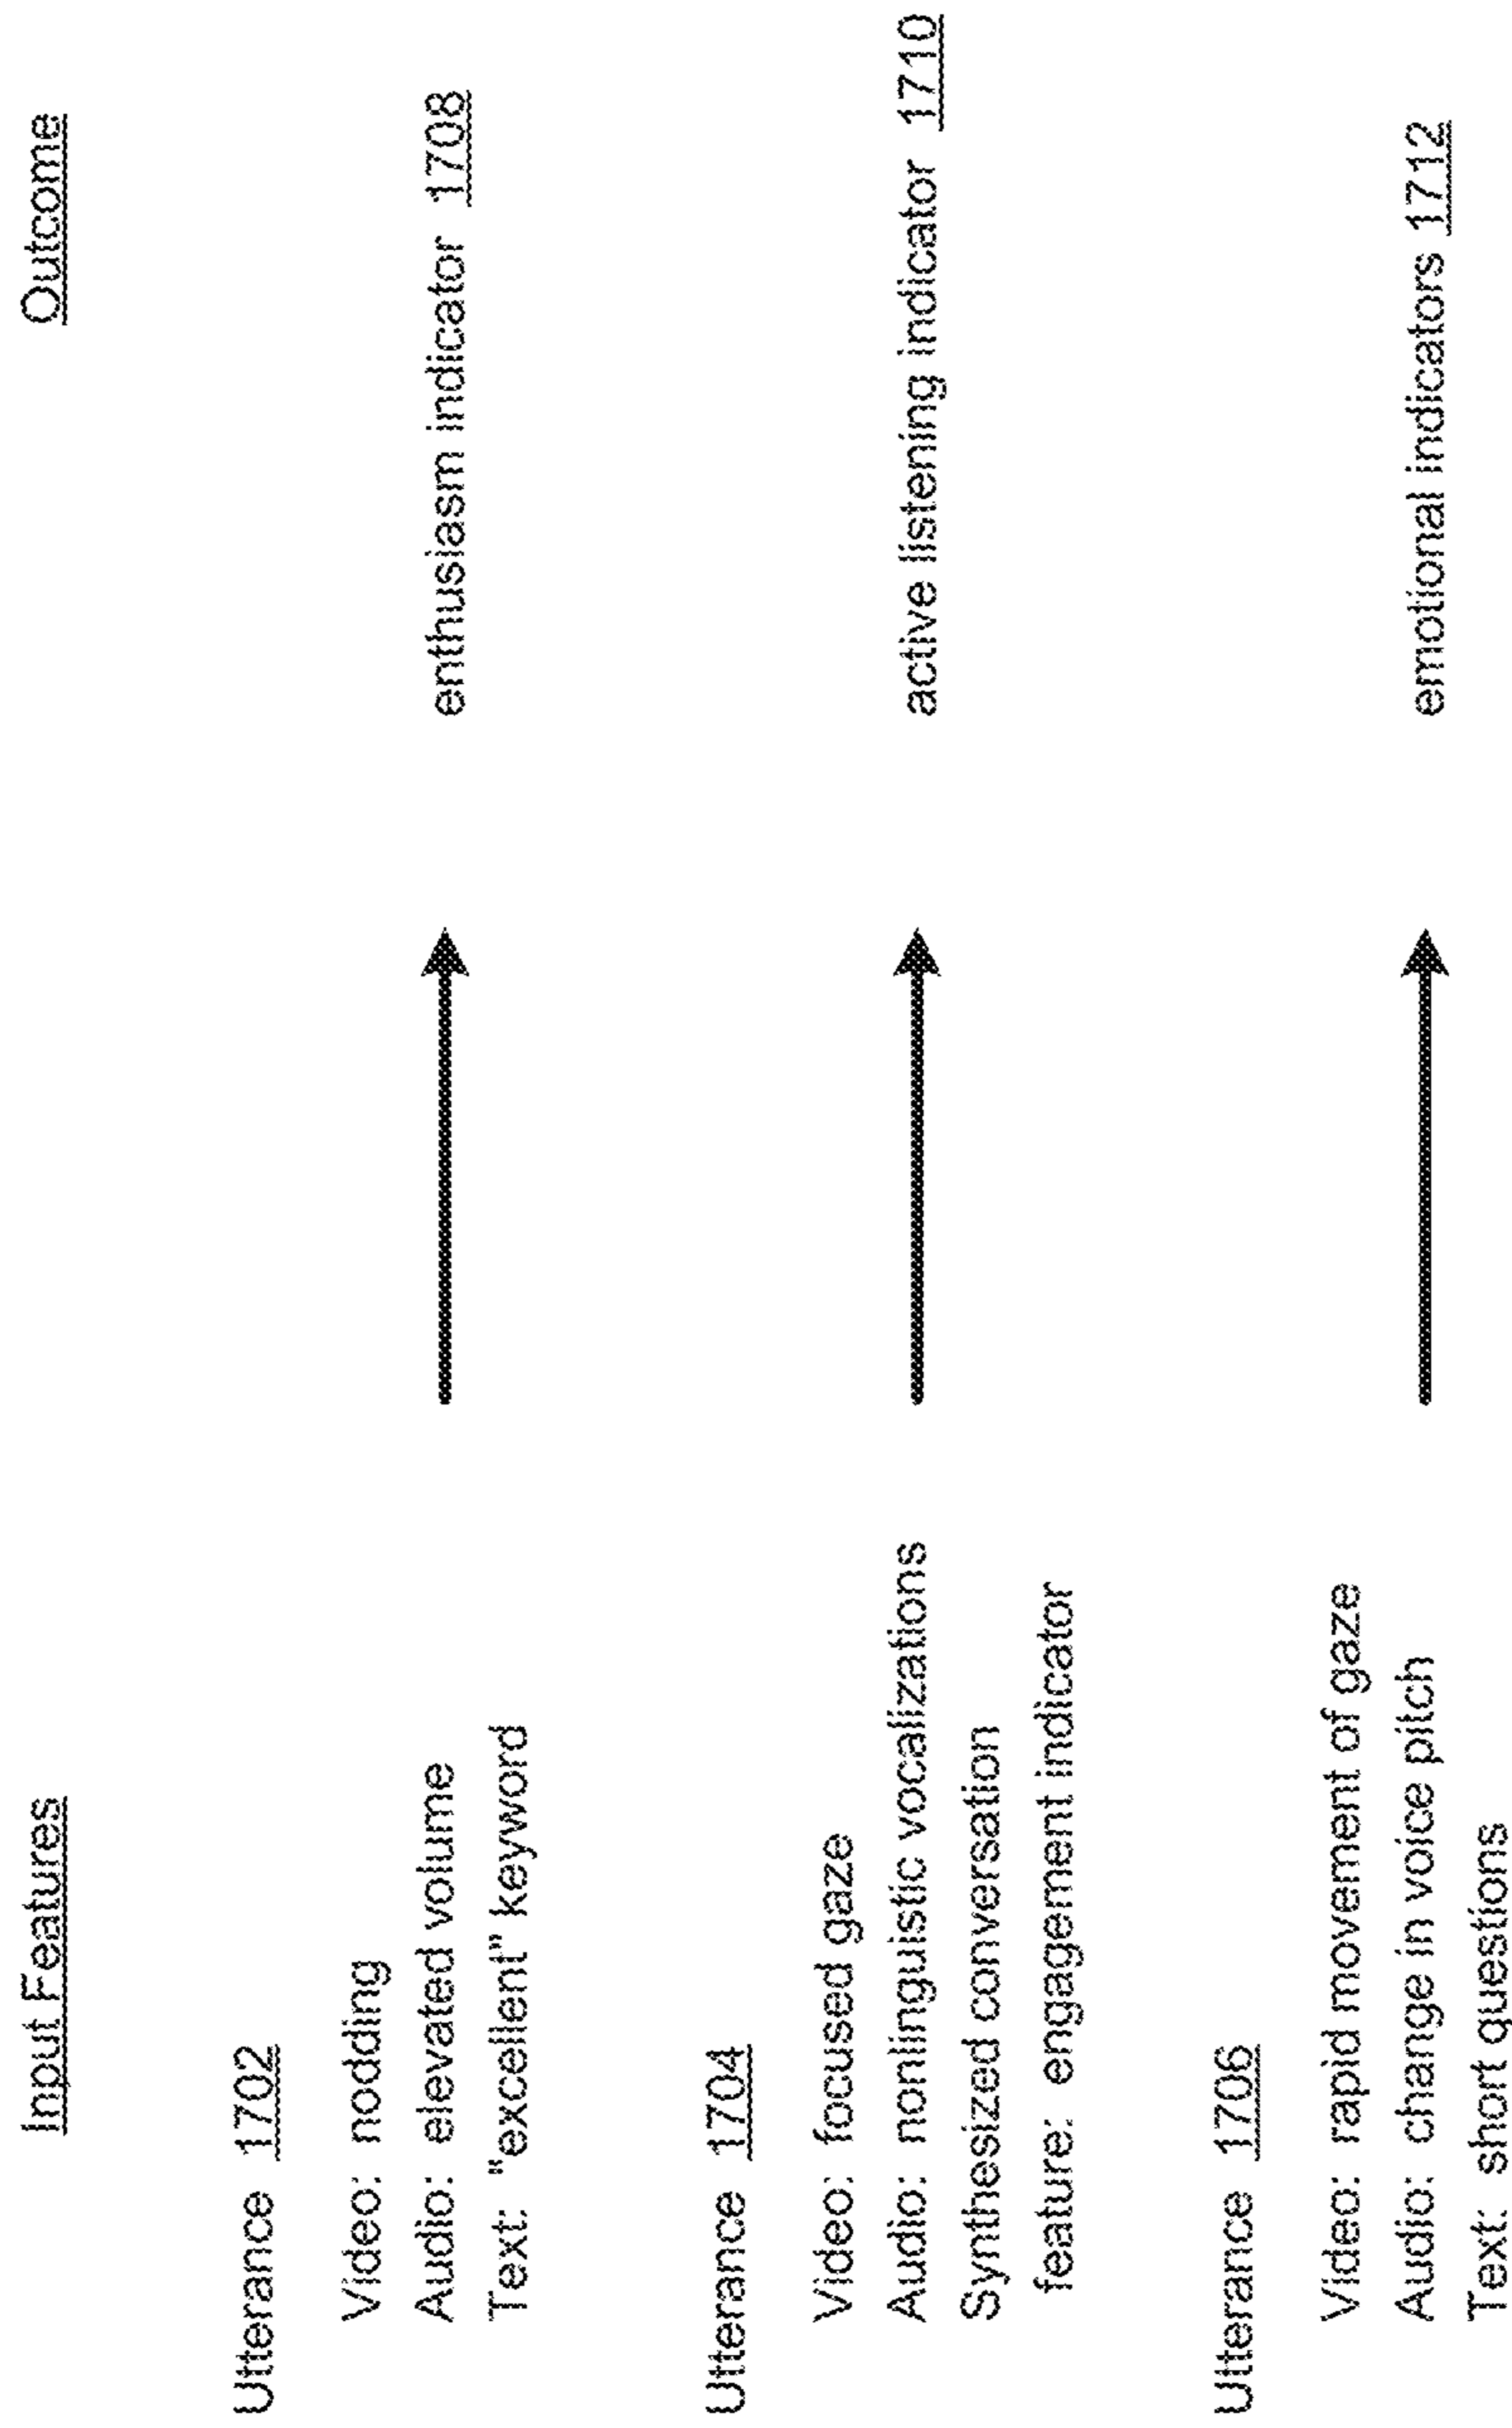 Input Features
Outcome
Utterance 1702
Video: nodding
Audio: elevated volume
Text: "excellent" keyword
enthusiasm indicator 1708
Utterance 1704
Video: focused gaze
Audio: nonlinguistic vocalizations
Synthesized conversation
feature: engagement indicator
active listening indicator 1710
Utterance 1706
Video: rapid movement of gaze
Audio: change in voice pitch
Text: short questions
emotional indicators 1712